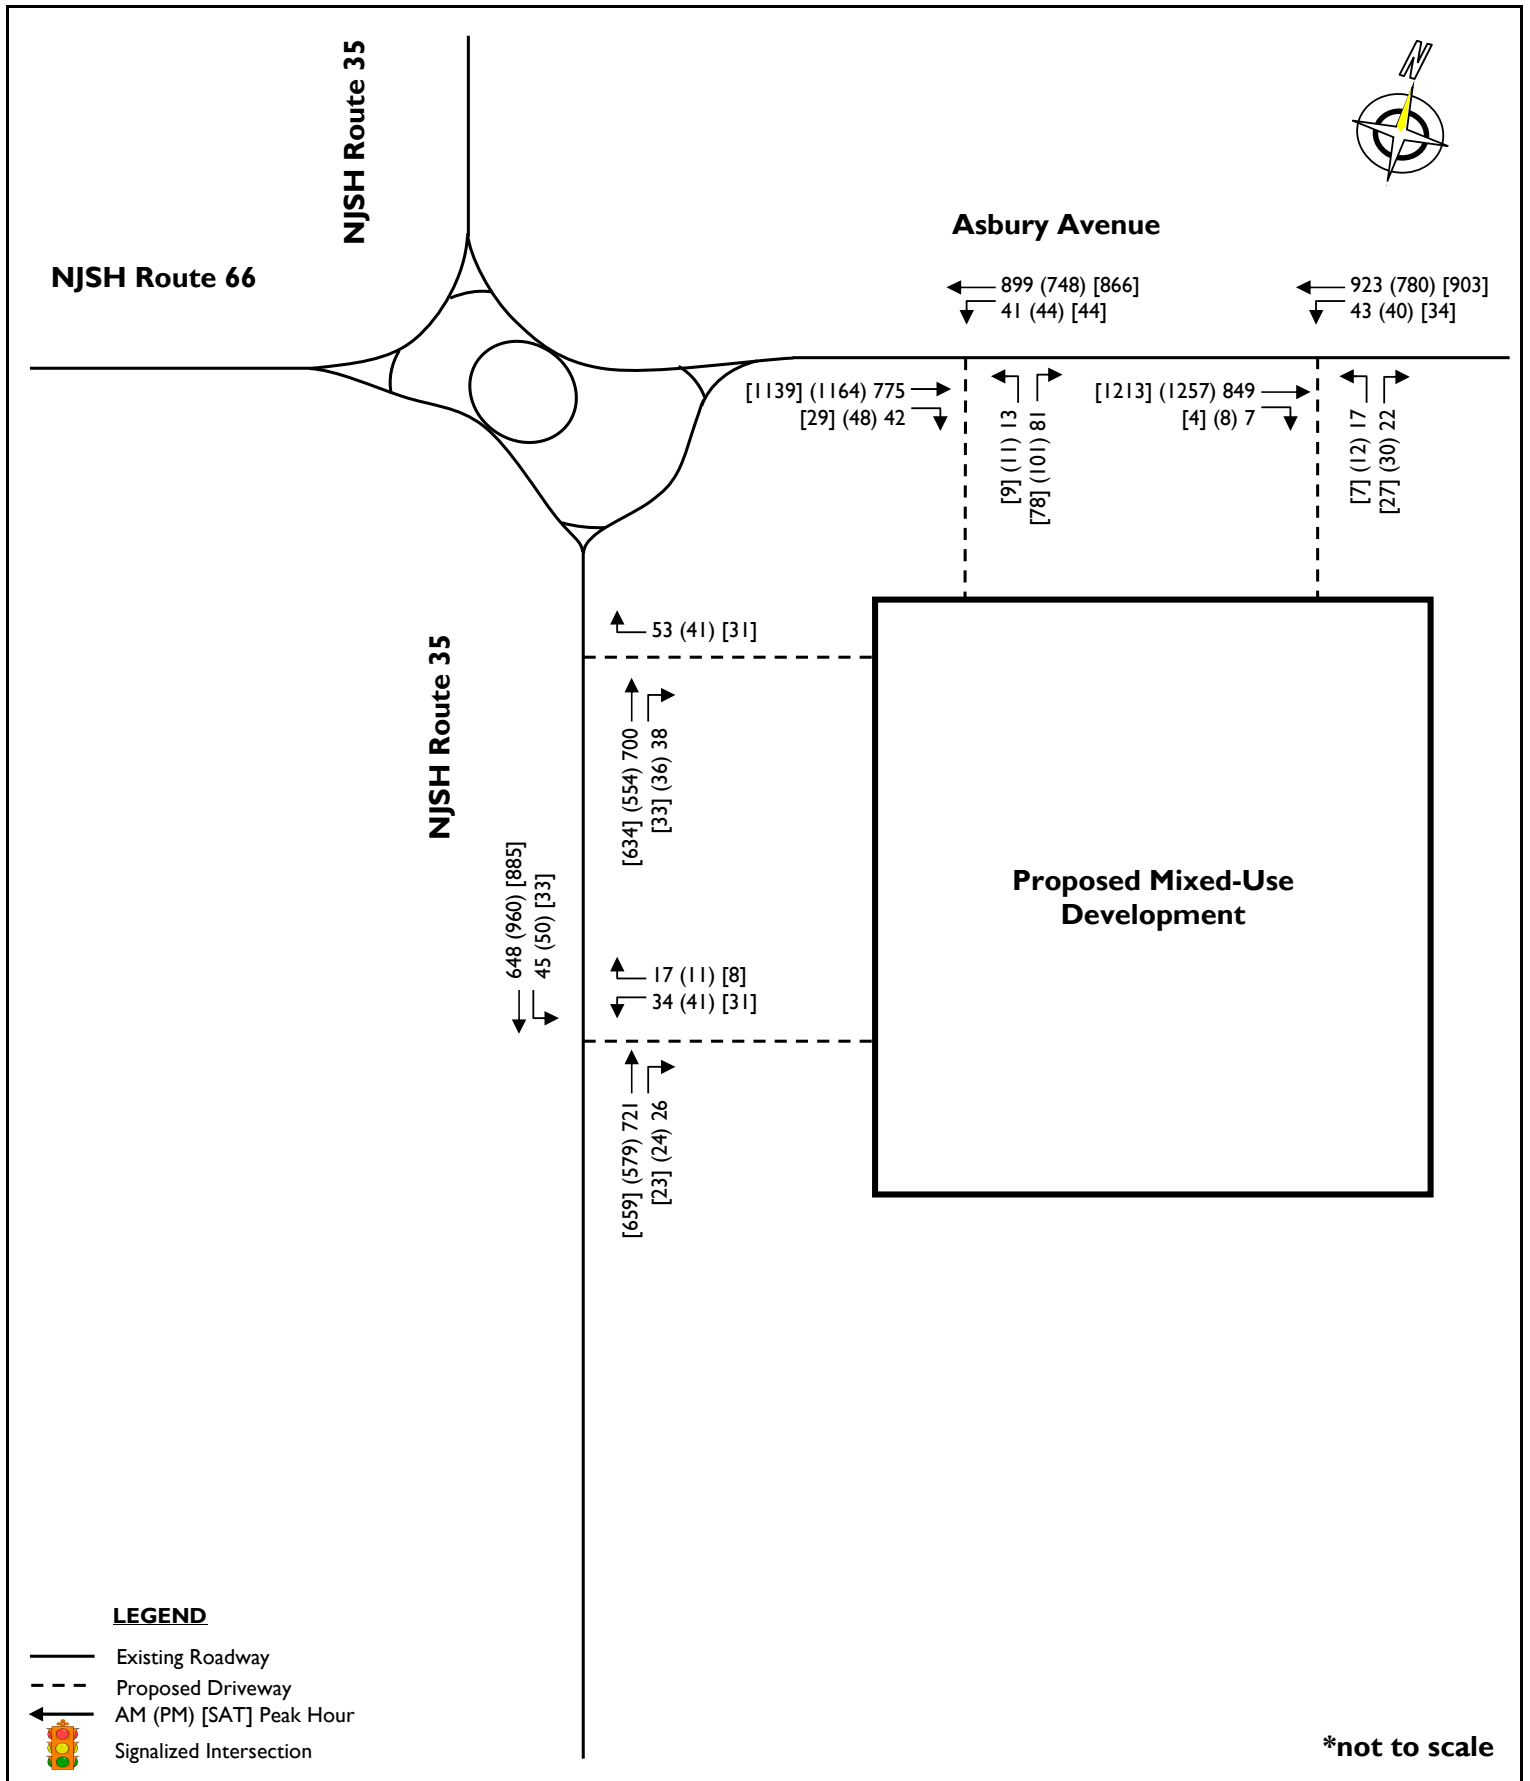 N
NJSH Route 35
NJSH Route 66
Asbury Avenue
899 (748) [866]
41 (44) [44]
923 (780) [903]
43 (40) [34]
[1139] (1164) 775
[29] (48) 42
[9] (11) 13
[78] (101) 81
[1213] (1257) 849
[4] (8) 7
[7] (12) 17
[27] (30) 22
53 (41) [31]
NJSH Route 35
[634] (554) 700
[33] (36) 38
648 (960) [885]
45 (50) [33]
17 (11) [8]
34 (41) [31]
[659] (579) 721
[23] (24) 26
Proposed Mixed-Use
Development
LEGEND
Existing Roadway
Proposed Driveway
AM (PM) [SAT] Peak Hour
Signalized Intersection
*not to scale